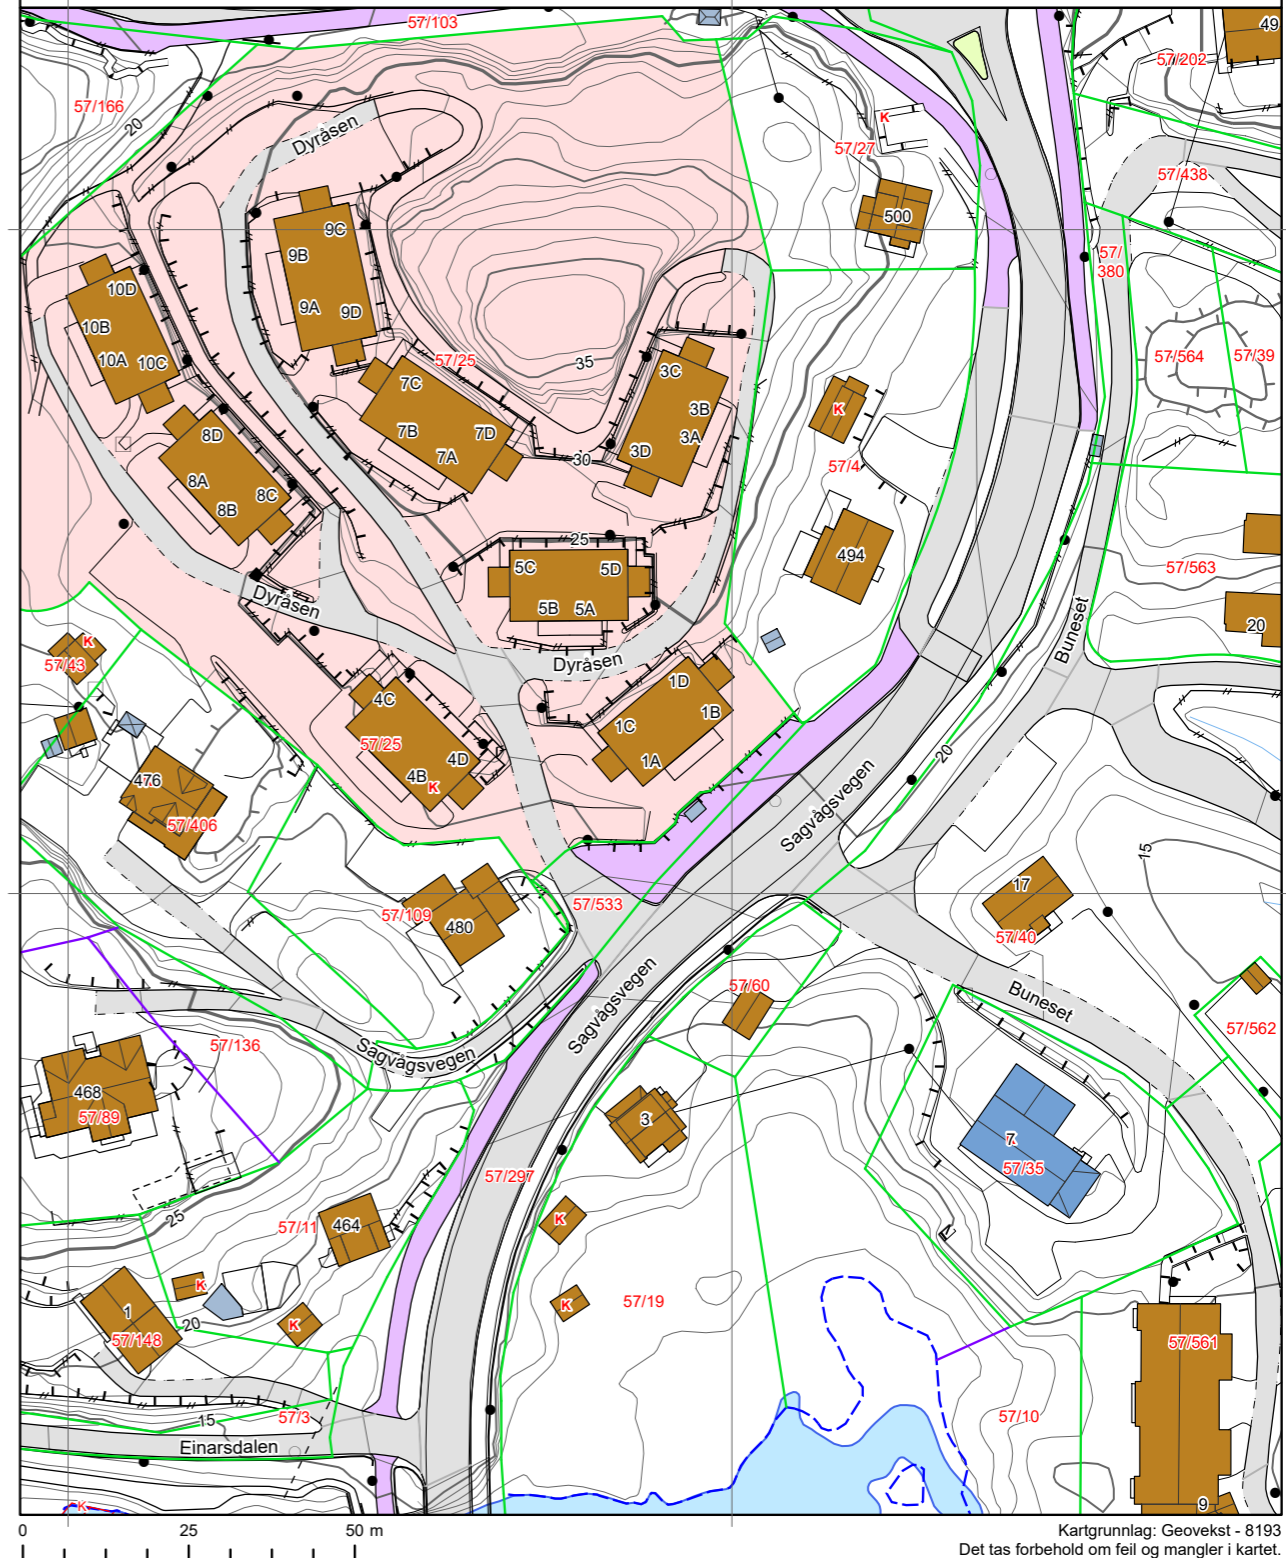 57/103
49
57/202
57/166
20
Dyråsen
K
57/27
57/438
500
9C
9B
57/
380
10D
9A
9D
10B
10A
10C
57/25
35
57/564
57/39
3C
7C
3B
K
7B
7D
3A
8D
7A
3D
30
57/4
8A
8C
8B
25
494
5C
5D
57/563
Dyråsen
5B
5A
Buneset
20
K
57/43
Dyråsen
1D
4C
1B
1C
57/25
4D
20
1A
476
4B
K
Sagvågsvegen
57/406
15
17
57/533
57/109
480
57/40
57/60
Sagvågsvegen
Buneset
57/562
57/136
Sagvågsvegen
468
57/89
3
7
57/35
57/297
25
57/11
464
K
K
57/19
K
1
20
K
57/148
57/561
15
57/3
57/10
Einarsdalen
K
9
0
25
50 m
Kartgrunnlag: Geovekst - 8193
Det tas forbehold om feil og mangler i kartet.